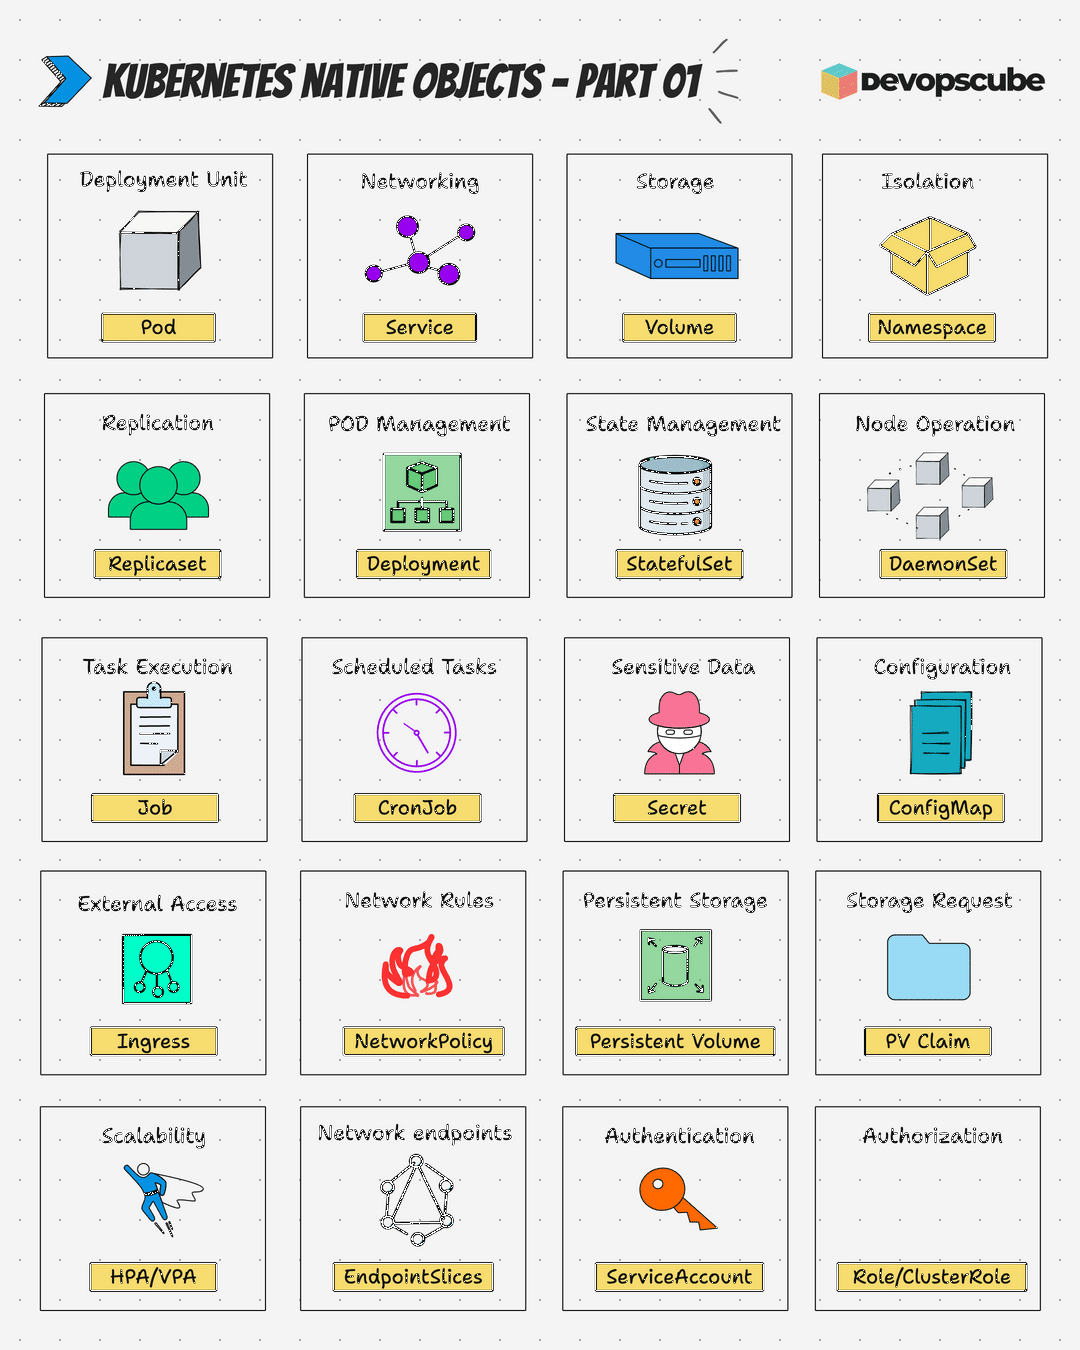 KUBERNETES NATIVE OBJECTS - PART 01
DEVOPSCUBE
Deployment Unit
Pod
Networking
Service
Storage
Volume
Isolation
Namespace
Replication
Replicaset
POD Management
Deployment
State Management
StatefulSet
Node Operation
DaemonSet
Task Execution
Job
Scheduled Tasks
CronJob
Sensitive Data
Secret
Configuration
ConfigMap
External Access
Ingress
Network Rules
NetworkPolicy
Persistent Storage
Persistent Volume
Storage Request
PV Claim
Scalability
HPA/VPA
Network endpoints
EndpointSlices
Authentication
ServiceAccount
Authorization
Role/ClusterRole